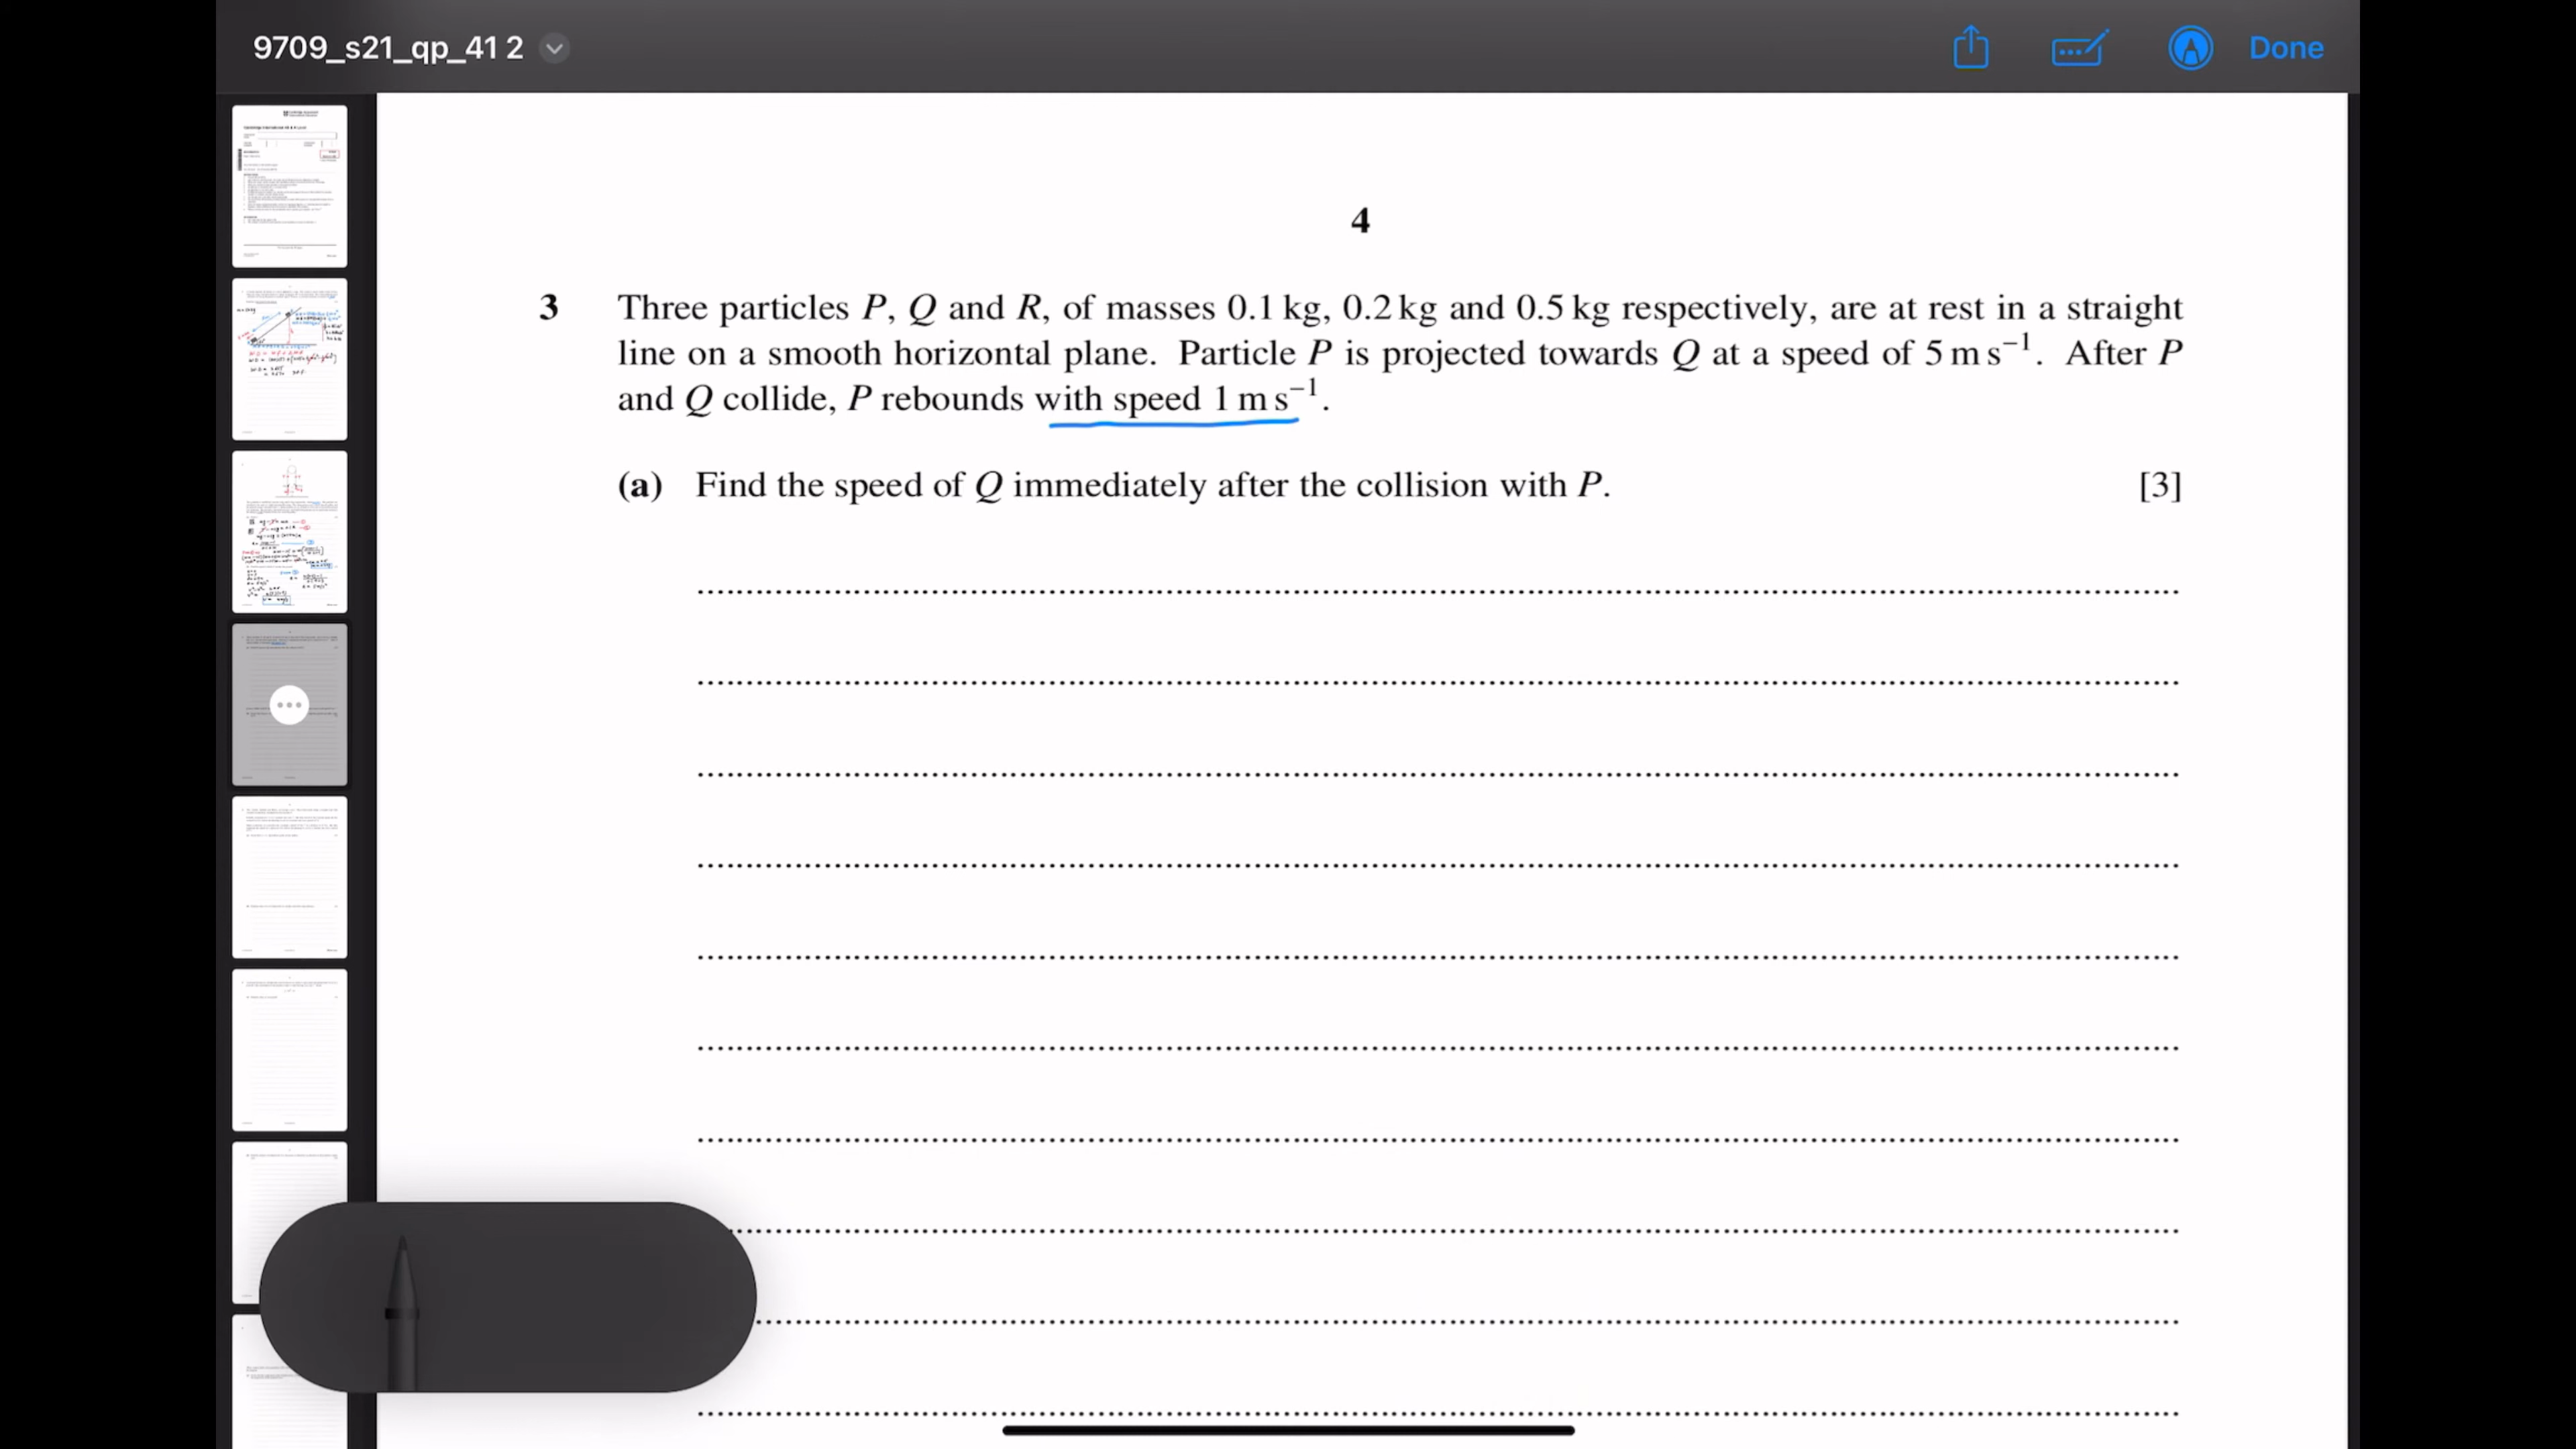 9709_s21_qp_41 2
Done
4
3 Three particles P, Q and R, of masses 0.1 kg, 0.2 kg and 0.5 kg respectively, are at rest in a straight
line on a smooth horizontal plane. Particle P is projected towards Q at a speed of 5 m s⁻¹. After P
and Q collide, P rebounds with speed 1 m s⁻¹.
(a) Find the speed of Q immediately after the collision with P. [3]